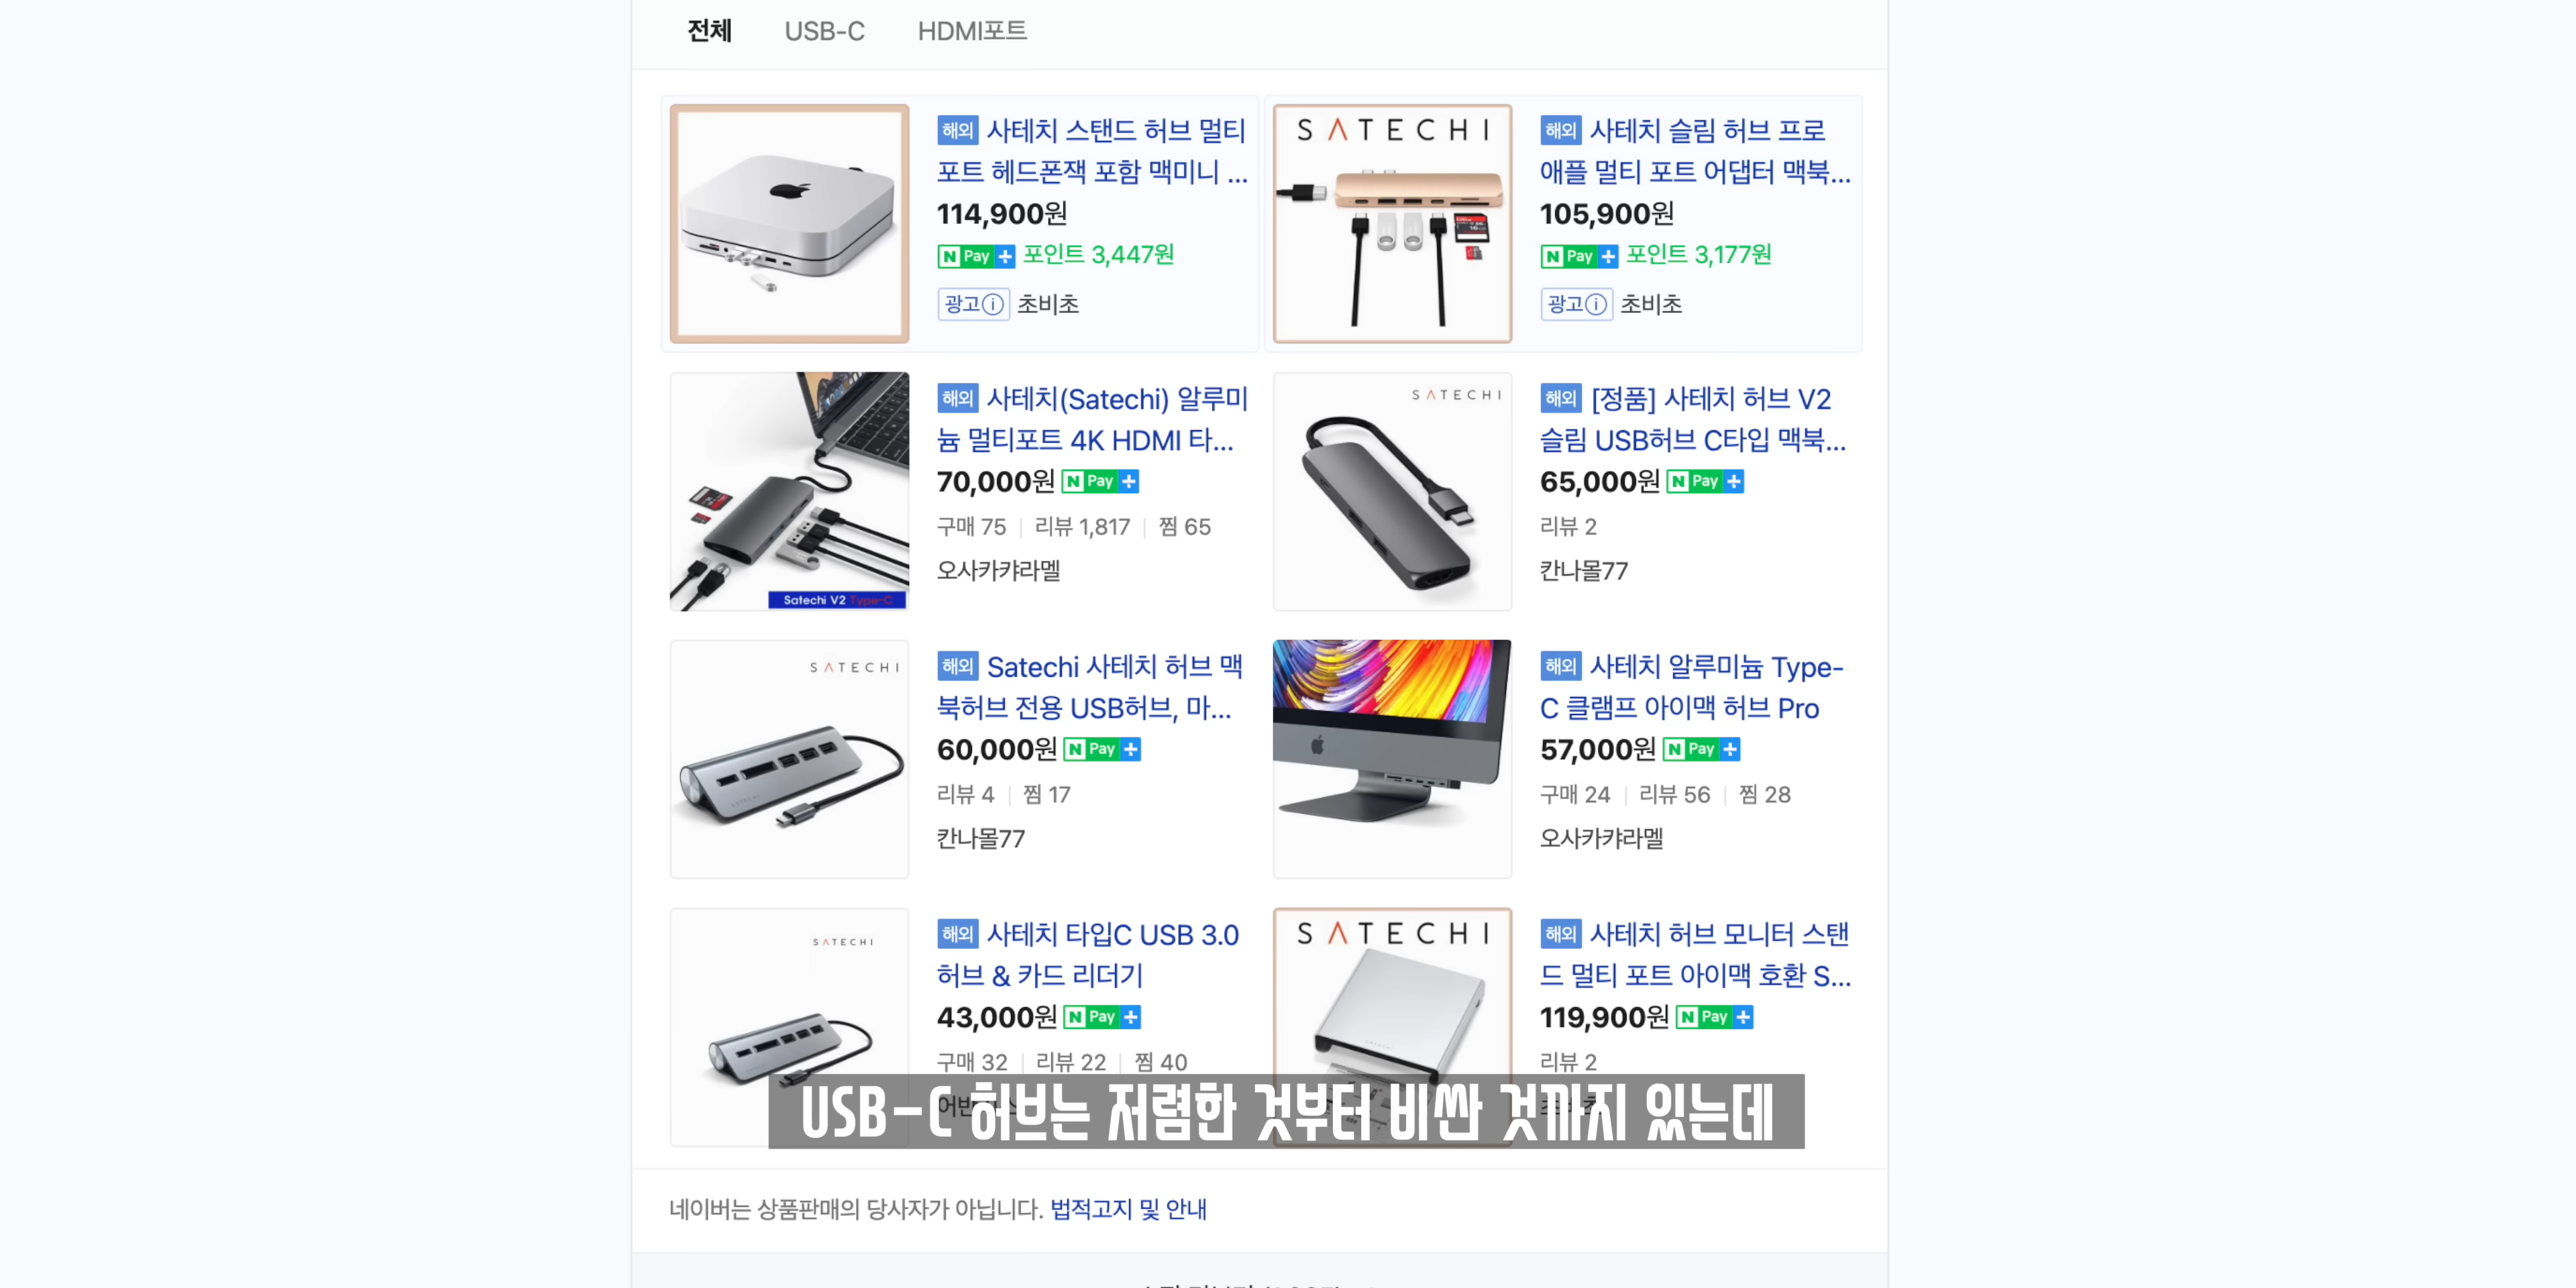 전체 USB-C HDMI포트
해외 사테치 스탠드 허브 멀티
포트 헤드폰잭 포함 맥미니 ...
114,900원
N Pay + 포인트 3,447원
광고 초비초
SATECHI
해외 사테치 슬림 허브 프로
애플 멀티 포트 어댑터 맥북...
105,900원
N Pay + 포인트 3,177원
광고 초비초
Satechi V2 Type-C
해외 사테치(Satechi) 알루미
늄 멀티포트 4K HDMI 타...
70,000원 N Pay +
구매 75 리뷰 1,817 찜 65
오사카캬라멜
SATECHI
해외 [정품] 사테치 허브 V2
슬림 USB허브 C타입 맥북...
65,000원 N Pay +
리뷰 2
칸나몰77
SATECHI
해외 Satechi 사테치 허브 맥
북허브 전용 USB허브, 마...
60,000원 N Pay +
리뷰 4 찜 17
칸나몰77
해외 사테치 알루미늄 Type-
C 클램프 아이맥 허브 Pro
57,000원 N Pay +
구매 24 리뷰 56 찜 28
오사카캬라멜
SATECHI
해외 사테치 타입C USB 3.0
허브 & 카드 리더기
43,000원 N Pay +
구매 32 리뷰 22 찜 40
SATECHI
해외 사테치 허브 모니터 스탠
드 멀티 포트 아이맥 호환 S...
119,900원 N Pay +
리뷰 2
USB-C 허브는 저렴한 것부터 비싼 것까지 있는데
네이버는 상품판매의 당사자가 아닙니다. 법적고지 및 안내